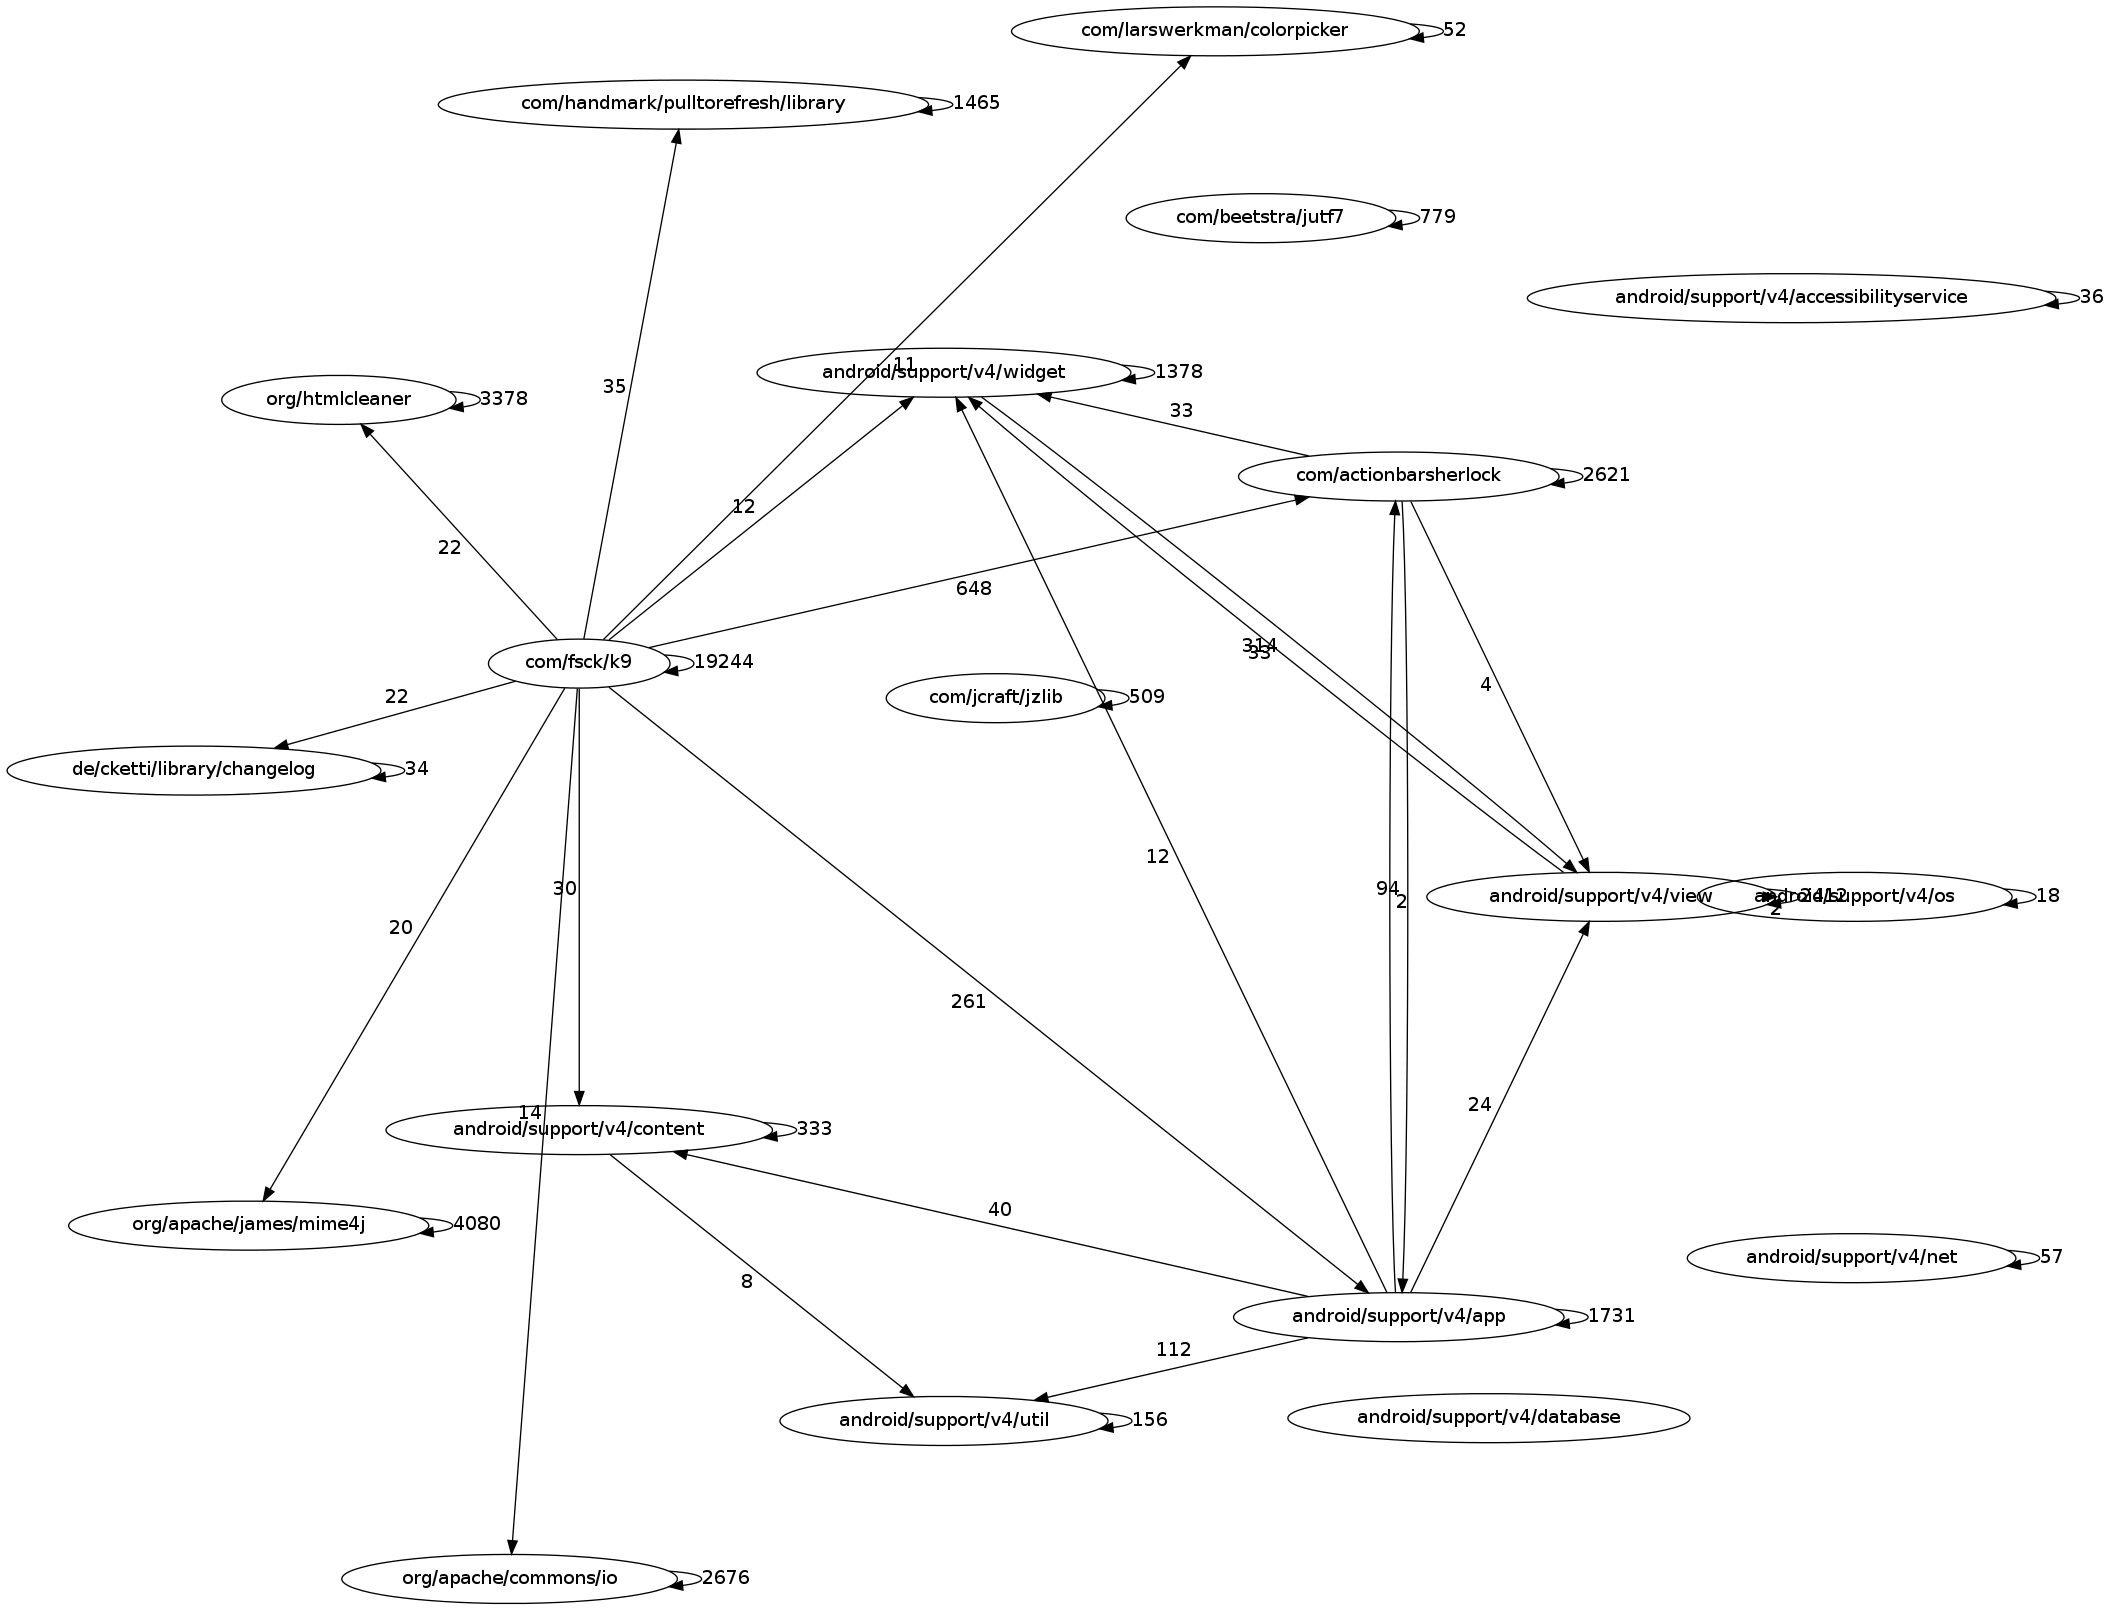 com/larswerkman/colorpicker
52
com/handmark/pulltorefresh/library
1465
com/beetstra/jutf7
779
android/support/v4/accessibilityservice
36
11
android/support/v4/widget
1378
35
org/htmlcleaner
3378
33
com/actionbarsherlock
2621
12
22
648
314
33
com/fsck/k9
19244
4
22
com/jcraft/jzlib
509
de/cketti/library/changelog
34
12
30
94
2
android/support/v4/view
2412
2
android/support/v4/os
18
20
261
14
24
android/support/v4/content
333
40
org/apache/james/mime4j
4080
android/support/v4/net
57
8
android/support/v4/app
1731
112
android/support/v4/util
156
android/support/v4/database
org/apache/commons/io
2676